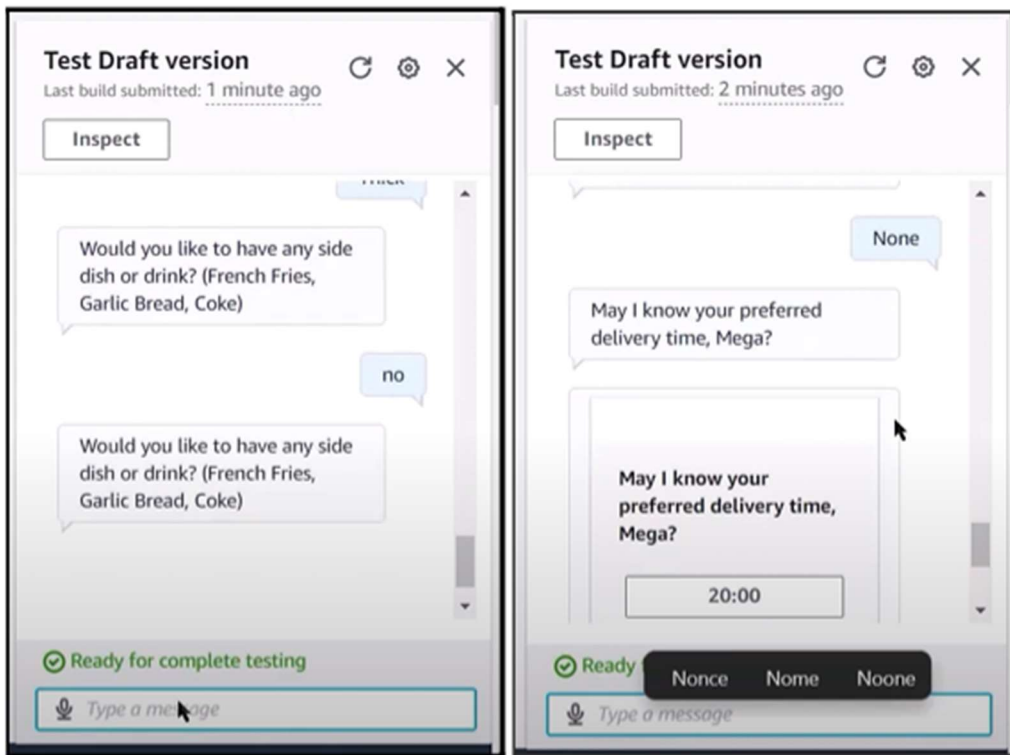 Test Draft version
Last build submitted: 1 minute ago
Inspect
Thick
Would you like to have any side
dish or drink? (French Fries,
Garlic Bread, Coke)
no
Would you like to have any side
dish or drink? (French Fries,
Garlic Bread, Coke)
Ready for complete testing
Type a message
Test Draft version
Last build submitted: 2 minutes ago
Inspect
None
May I know your preferred
delivery time, Mega?
May I know your
preferred delivery time,
Mega?
20:00
Ready
Nonce Nome Noone
Type a message